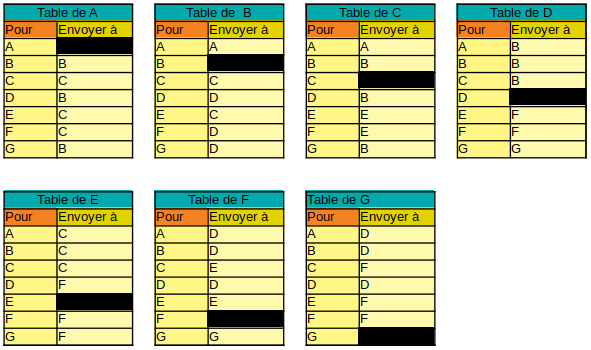 Table de A
Pour Envoyer à
A
B B
C C
D B
E C
F C
G B
Table de B
Pour Envoyer à
A A
B
C C
D D
E C
F D
G D
Table de C
Pour Envoyer à
A A
B B
C
D B
E E
F E
G B
Table de D
Pour Envoyer à
A B
B B
C B
D
E F
F F
G G
Table de E
Pour Envoyer à
A C
B C
C C
D F
E
F F
G F
Table de F
Pour Envoyer à
A D
B D
C E
D D
E E
F
G G
Table de G
Pour Envoyer à
A D
B D
C F
D D
E F
F F
G